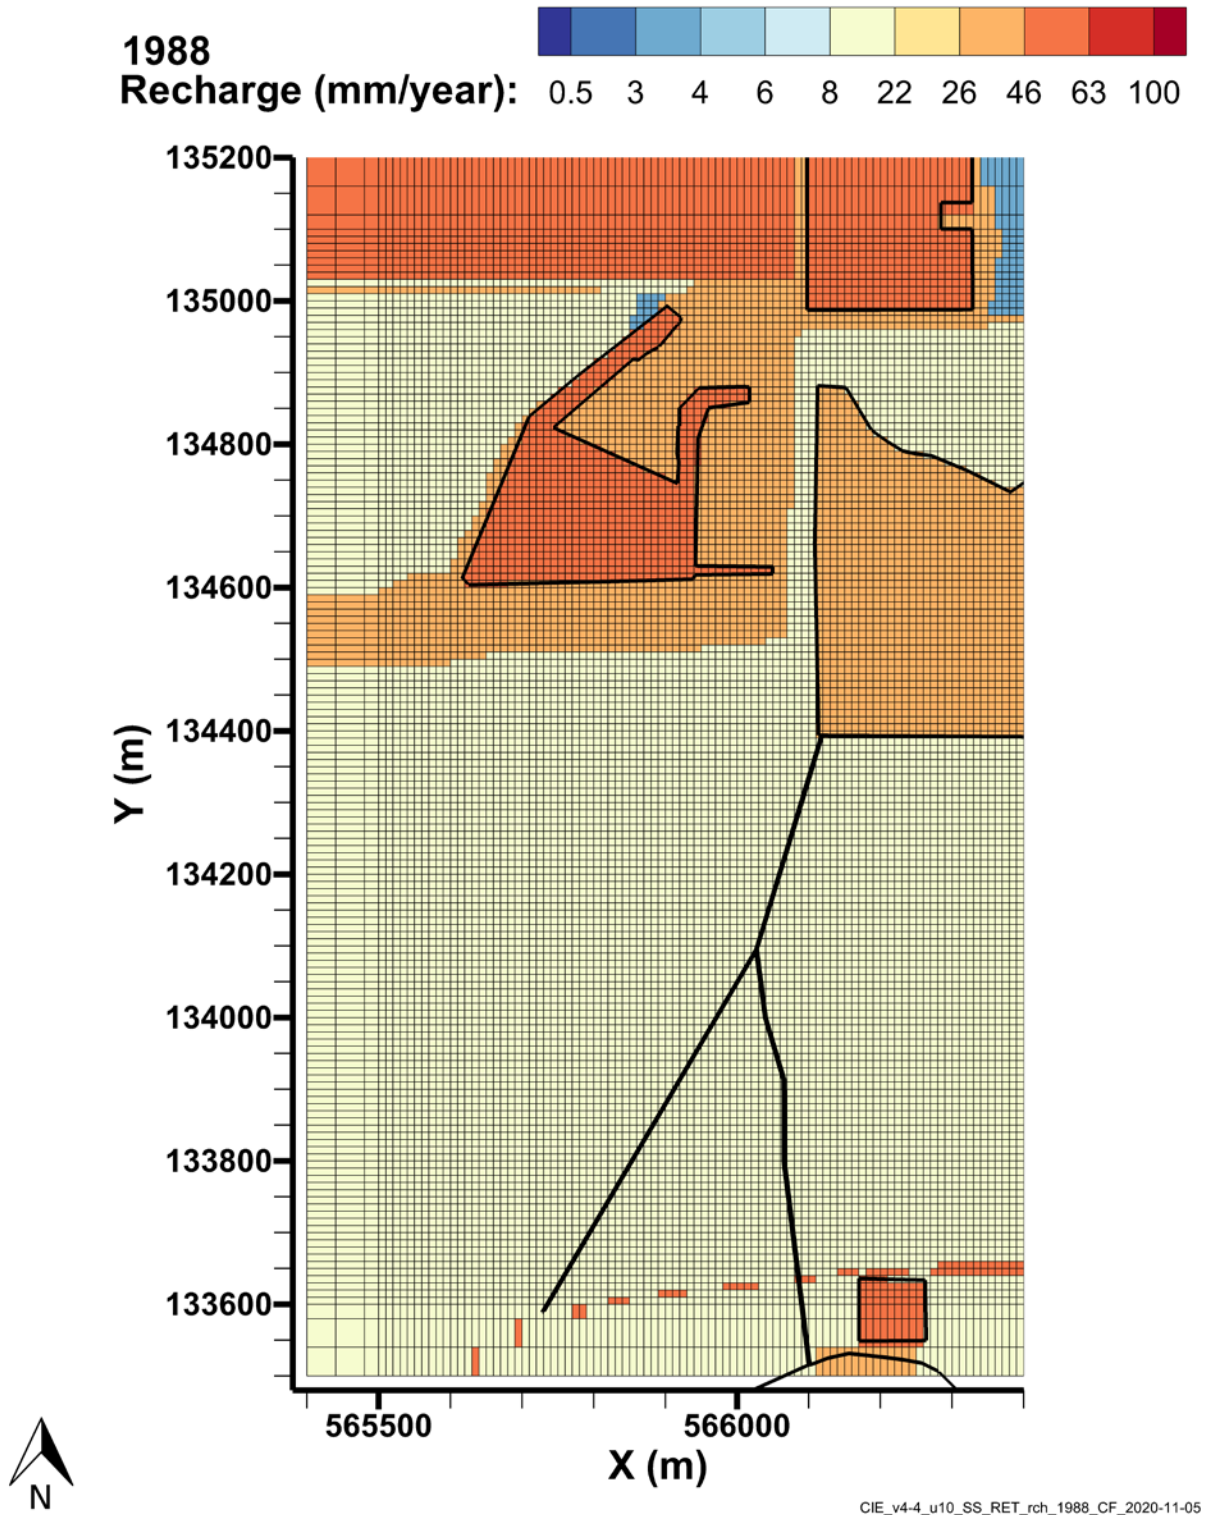 1988
Recharge (mm/year): 0.5 3 4 6 8 22 26 46 63 100
135200
135000
134800
134600
134400
Y (m)
134200
134000
133800
133600
565500 566000
X (m)
N
CIE_v4-4_u10_SS_RET_rch_1988_CF_2020-11-05